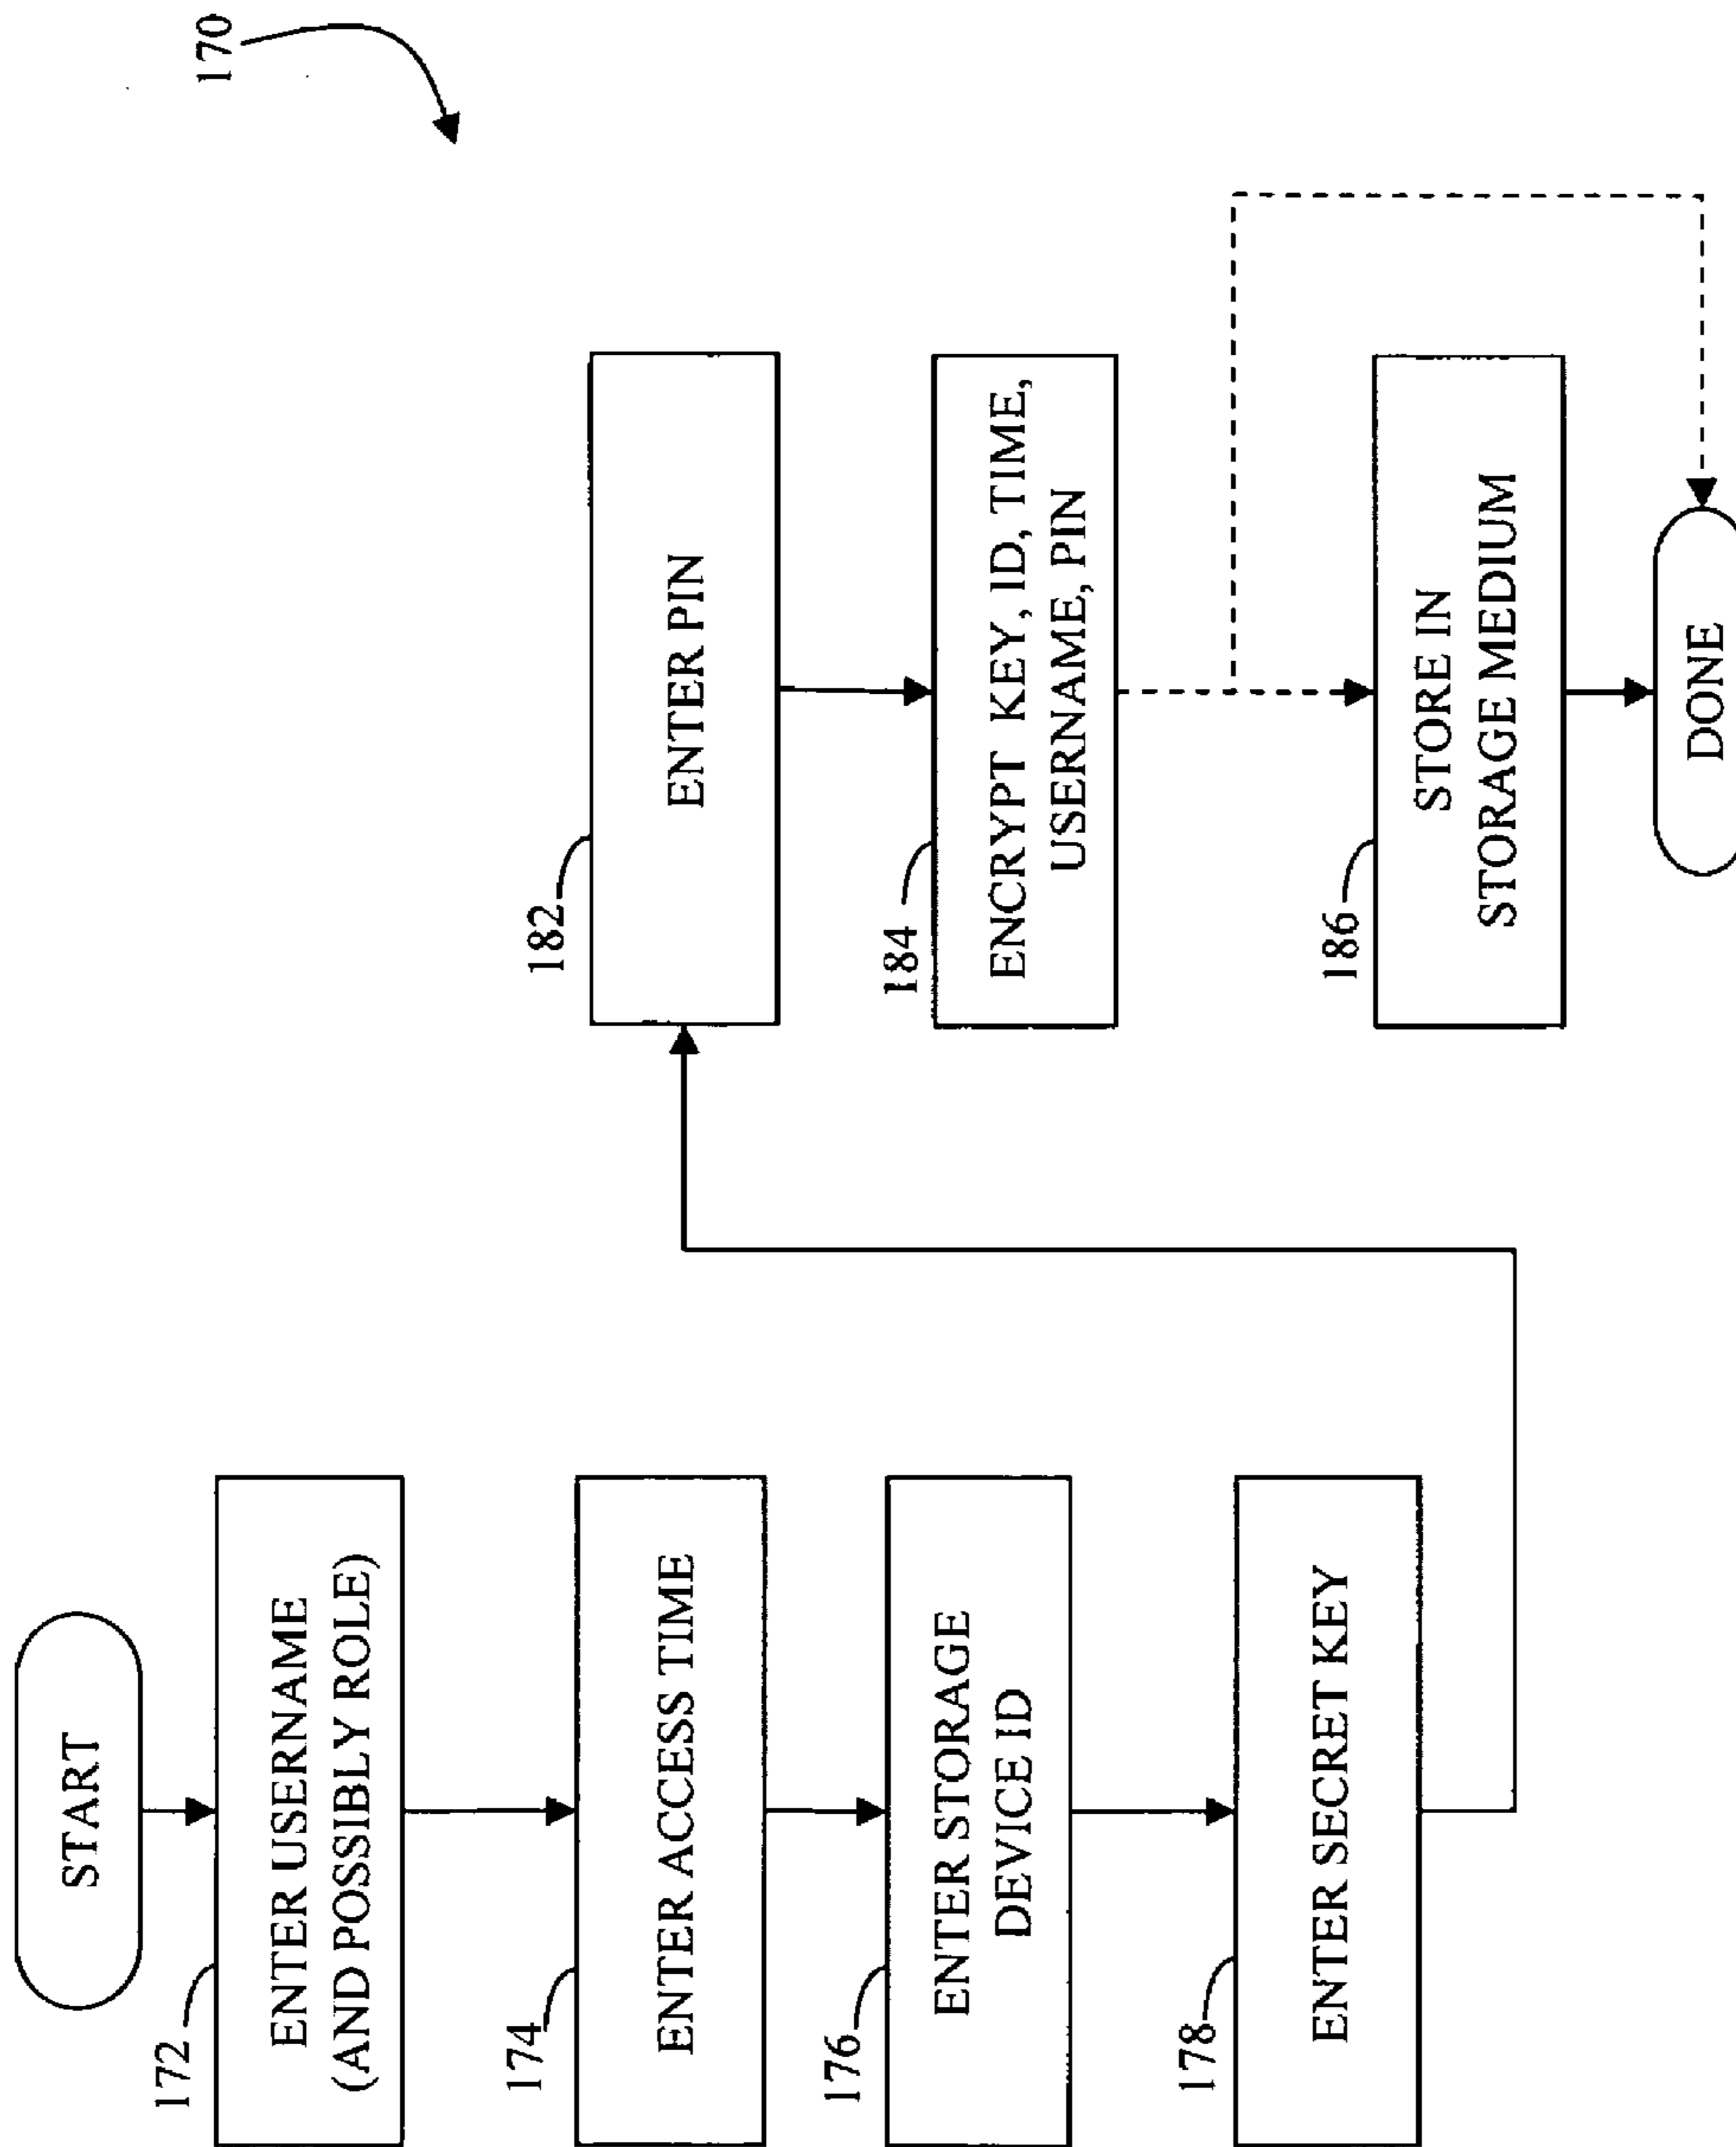 170
START
172
ENTER USERNAME
(AND POSSIBLY ROLE)
174
ENTER ACCESS TIME
176
ENTER STORAGE
DEVICE ID
178
ENTER SECRET KEY
182
ENTER PIN
184
ENCRYPT KEY, ID, TIME,
USERNAME, PIN
186
STORE IN
STORAGE MEDIUM
DONE